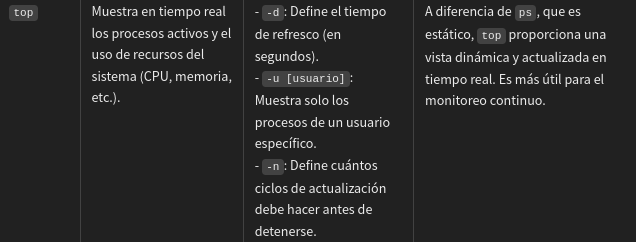 top
Muestra en tiempo real
los procesos activos y el
uso de recursos del
sistema (CPU, memoria,
etc.).
- -d: Define el tiempo
de refresco (en
segundos).
- -u [usuario]:
Muestra solo los
procesos de un usuario
específico.
- -n: Define cuántos
ciclos de actualización
debe hacer antes de
detenerse.
A diferencia de ps, que es
estático, top proporciona una
vista dinámica y actualizada en
tiempo real. Es más útil para el
monitoreo continuo.